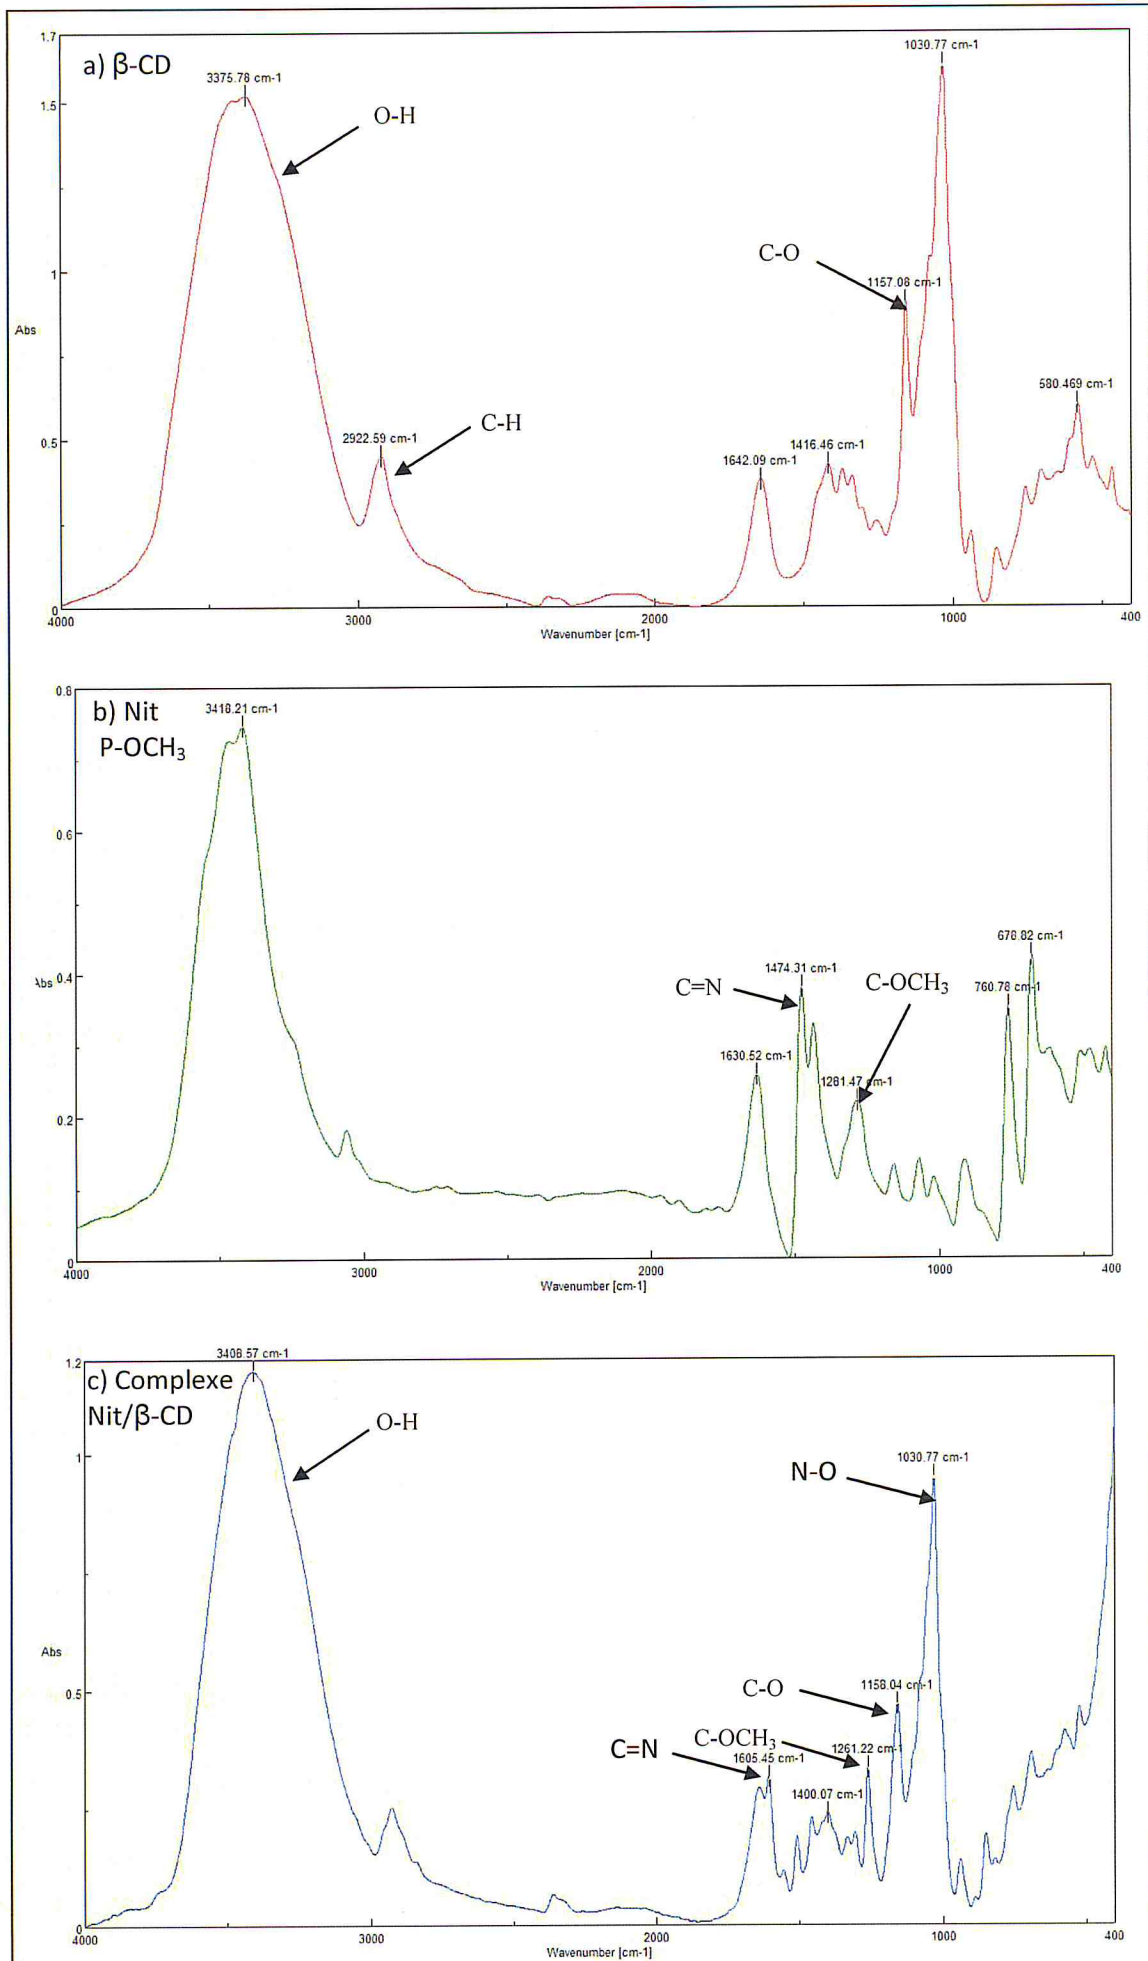 a) β-CD
1.7
1.5
1
Abs
0.5
0
3375.78 cm-1
O-H
2922.59 cm-1
C-H
1642.09 cm-1
1416.46 cm-1
C-O
1157.08 cm-1
1030.77 cm-1
580.469 cm-1
4000
3000
2000
1000
400
Wavenumber [cm-1]
b) Nit
P-OCH₃
0.8
0.6
Abs
0.4
0.2
0
3418.21 cm-1
1630.52 cm-1
C=N
1474.31 cm-1
C-OCH₃
1281.47 cm-1
760.78 cm-1
678.82 cm-1
4000
3000
2000
1000
400
Wavenumber [cm-1]
c) Complexe
Nit/β-CD
1.2
1
Abs
0.5
0
3408.57 cm-1
O-H
C=N
1605.45 cm-1
1400.07 cm-1
C-OCH₃
1261.22 cm-1
C-O
1158.04 cm-1
N-O
1030.77 cm-1
4000
3000
2000
1000
400
Wavenumber [cm-1]